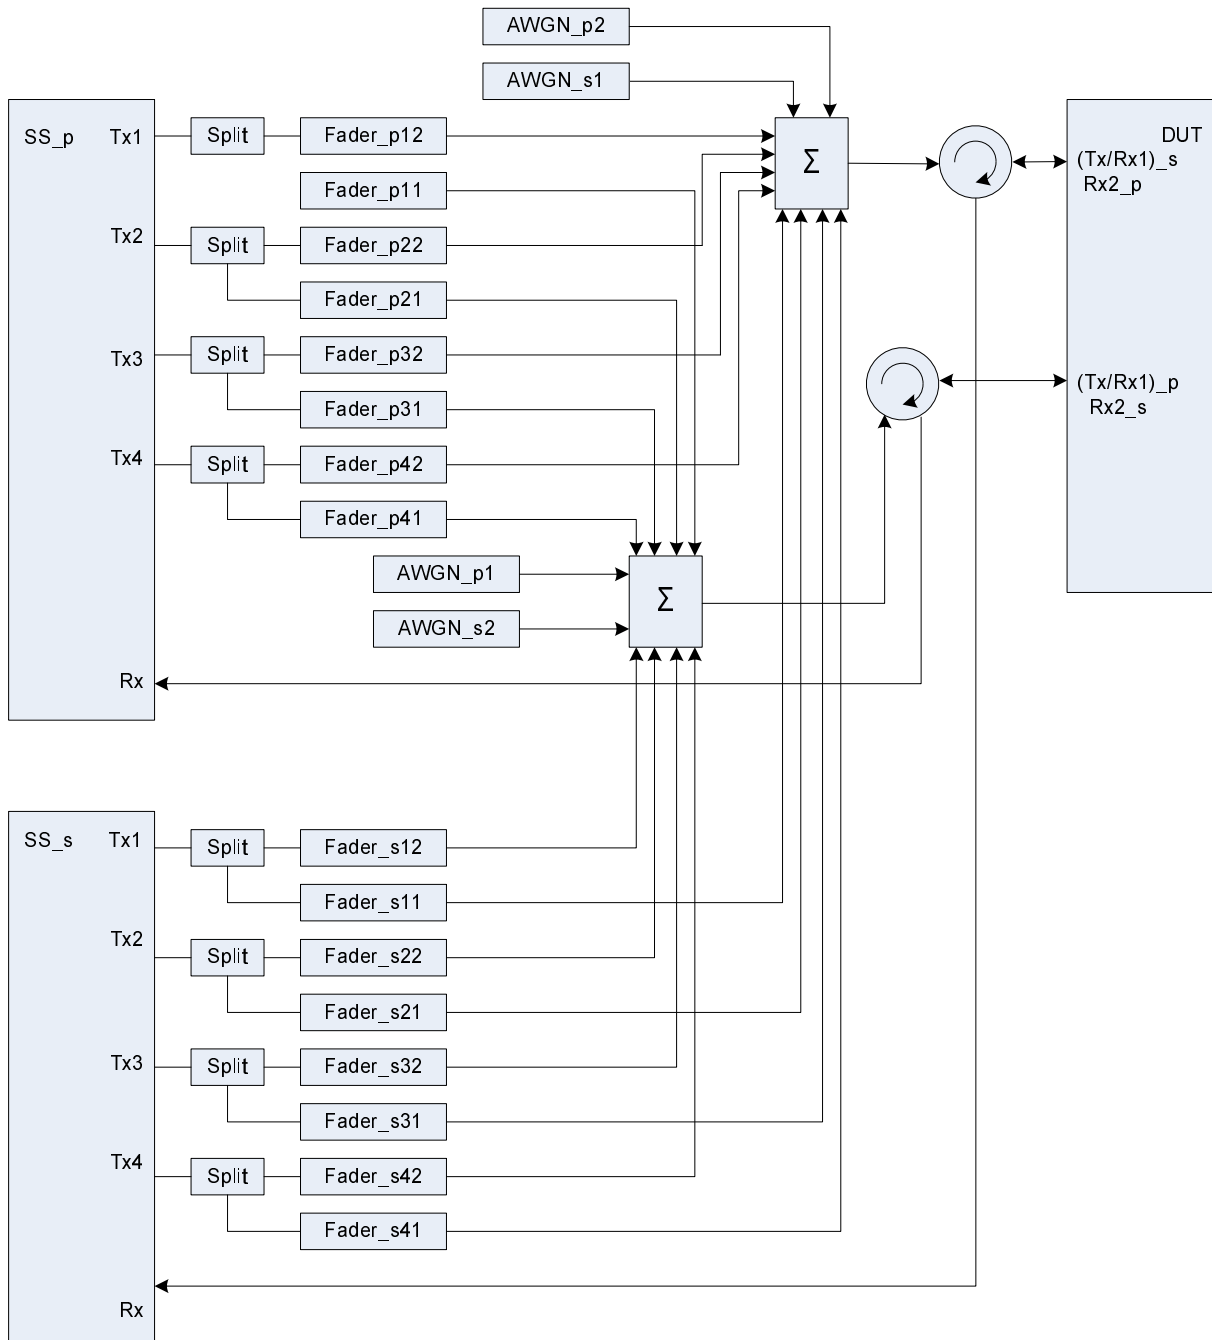 AWGN_p2
AWGN_s1
SS_p
Tx1
Split
Fader_p12
Σ
DUT
(Tx/Rx1)_s
Rx2_p
Fader_p11
Tx2
Split
Fader_p22
Fader_p21
Tx3
Split
Fader_p32
(Tx/Rx1)_p
Rx2_s
Fader_p31
Tx4
Split
Fader_p42
Fader_p41
AWGN_p1
Σ
AWGN_s2
Rx
SS_s
Tx1
Split
Fader_s12
Fader_s11
Tx2
Split
Fader_s22
Fader_s21
Tx3
Split
Fader_s32
Fader_s31
Tx4
Split
Fader_s42
Fader_s41
Rx